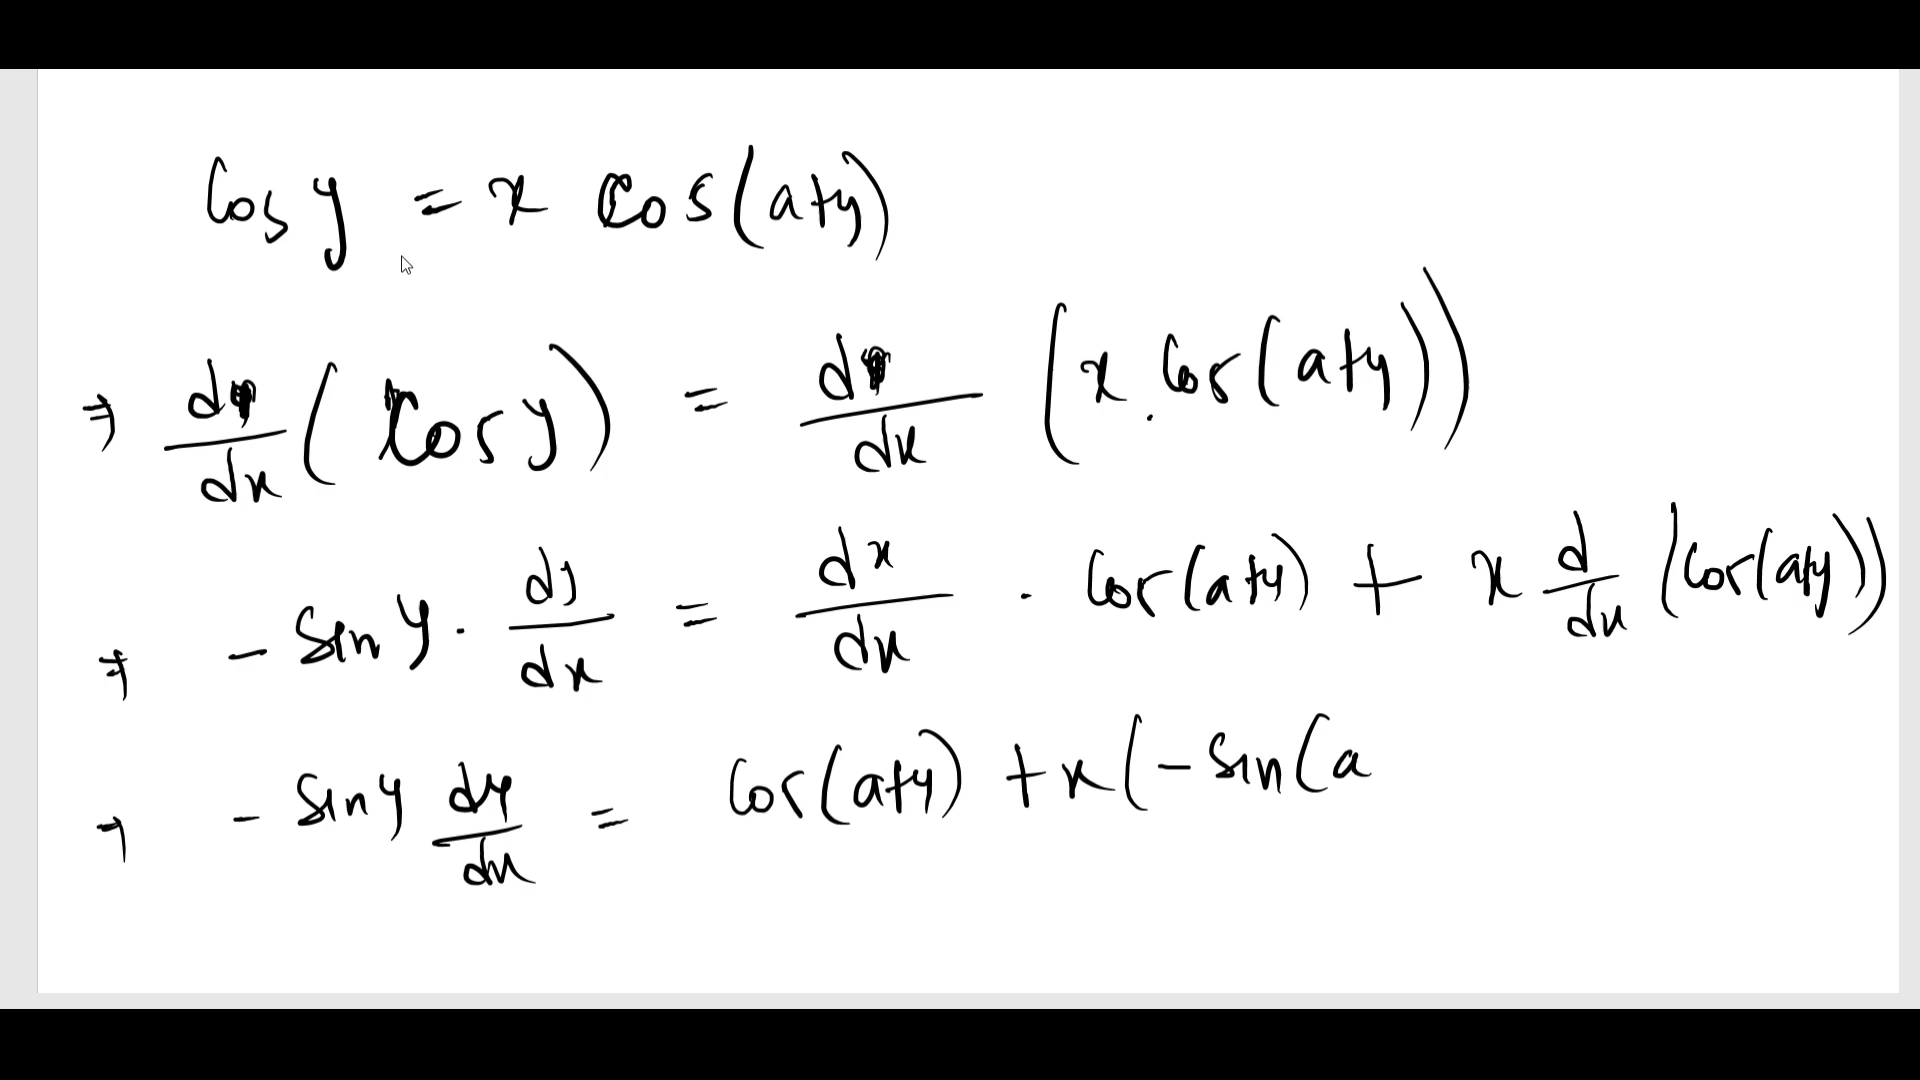 Cos y = x Cos(a+y)
⇒ d/dx (Cos y) = d/dx (x . Cos(a+y))
⇒ - Sin y . dy/dx = dx/dx . Cos(a+y) + x d/dx (Cos(a+y))
⇒ - Sin y dy/dx = Cos(a+y) + x(- Sin(a